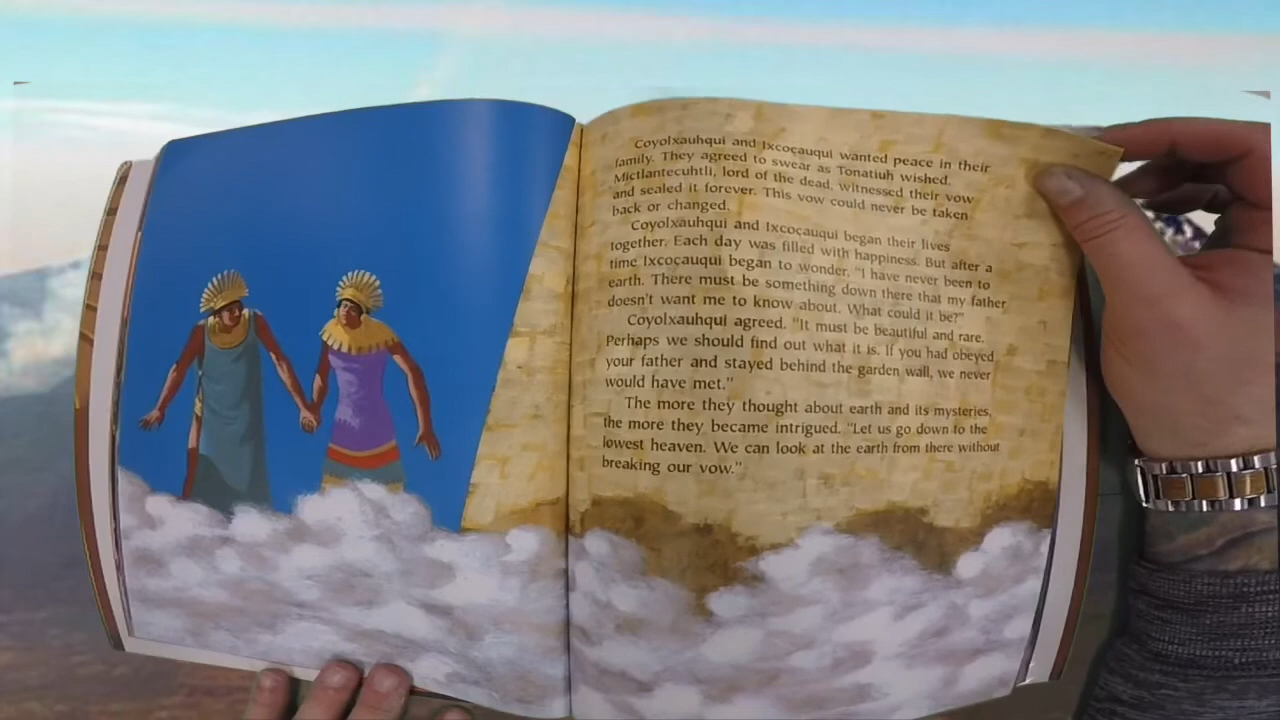 Coyolxauhqui and Ixcoçauqui wanted peace in their
family. They agreed to swear as Tonatiuh wished.
Mictlantecuhtli, lord of the dead, witnessed their vow
and sealed it forever. This vow could never be taken
back or changed.
Coyolxauhqui and Ixcoçauqui began their lives
together. Each day was filled with happiness. But after a
time Ixcoçauqui began to wonder. "I have never been to
earth. There must be something down there that my father
doesn't want me to know about. What could it be?"
Coyolxauhqui agreed. "It must be beautiful and rare.
Perhaps we should find out what it is. If you had obeyed
your father and stayed behind the garden wall, we never
would have met."
The more they thought about earth and its mysteries,
the more they became intrigued. "Let us go down to the
lowest heaven. We can look at the earth from there without
breaking our vow."